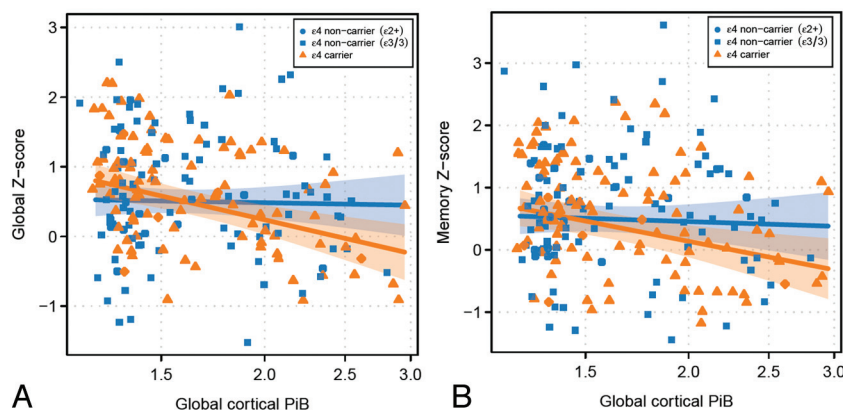 ε4 non-carrier (ε2+)
ε4 non-carrier (ε3/3)
ε4 carrier
Global Z-score
3
2
1
0
−1
1.5 2.0 2.5 3.0
Global cortical PiB
A
ε4 non-carrier (ε2+)
ε4 non-carrier (ε3/3)
ε4 carrier
Memory Z-score
3
2
1
0
−1
1.5 2.0 2.5 3.0
Global cortical PiB
B